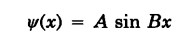 ψ(x) = A sin Bx